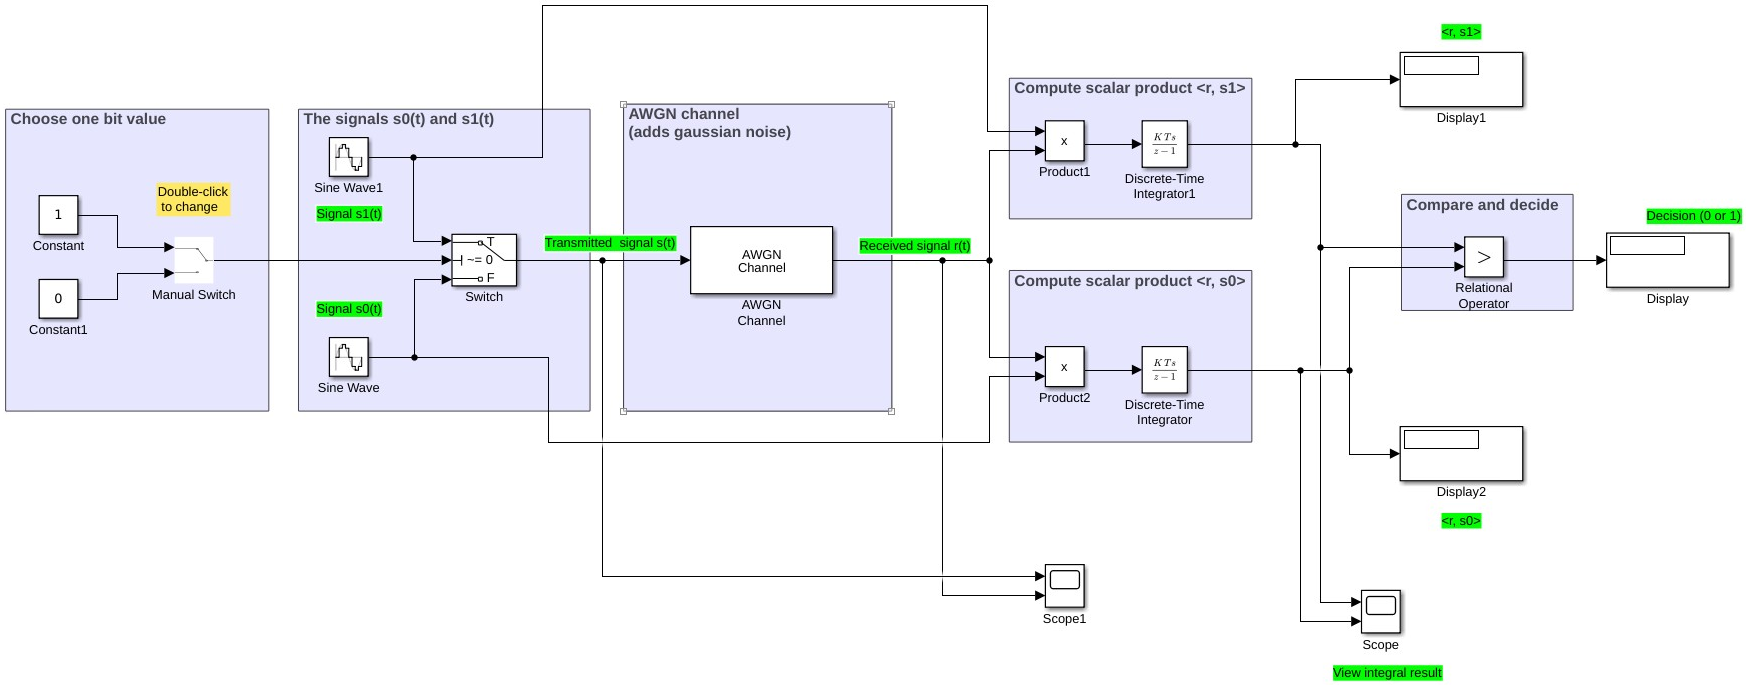 Choose one bit value
1
Constant
0
Constant1
Double-click
to change
Manual Switch
The signals s0(t) and s1(t)
Sine Wave1
Signal s1(t)
T
~= 0
F
Switch
Signal s0(t)
Sine Wave
Transmitted signal s(t)
AWGN channel
(adds gaussian noise)
AWGN
Channel
AWGN
Channel
Received signal r(t)
Compute scalar product <r, s1>
x
Product1
K Ts
z − 1
Discrete-Time
Integrator1
Compute scalar product <r, s0>
x
Product2
K Ts
z − 1
Discrete-Time
Integrator
<r, s1>
Display1
Compare and decide
>
Relational
Operator
Decision (0 or 1)
Display
Display2
<r, s0>
Scope1
Scope
View integral result